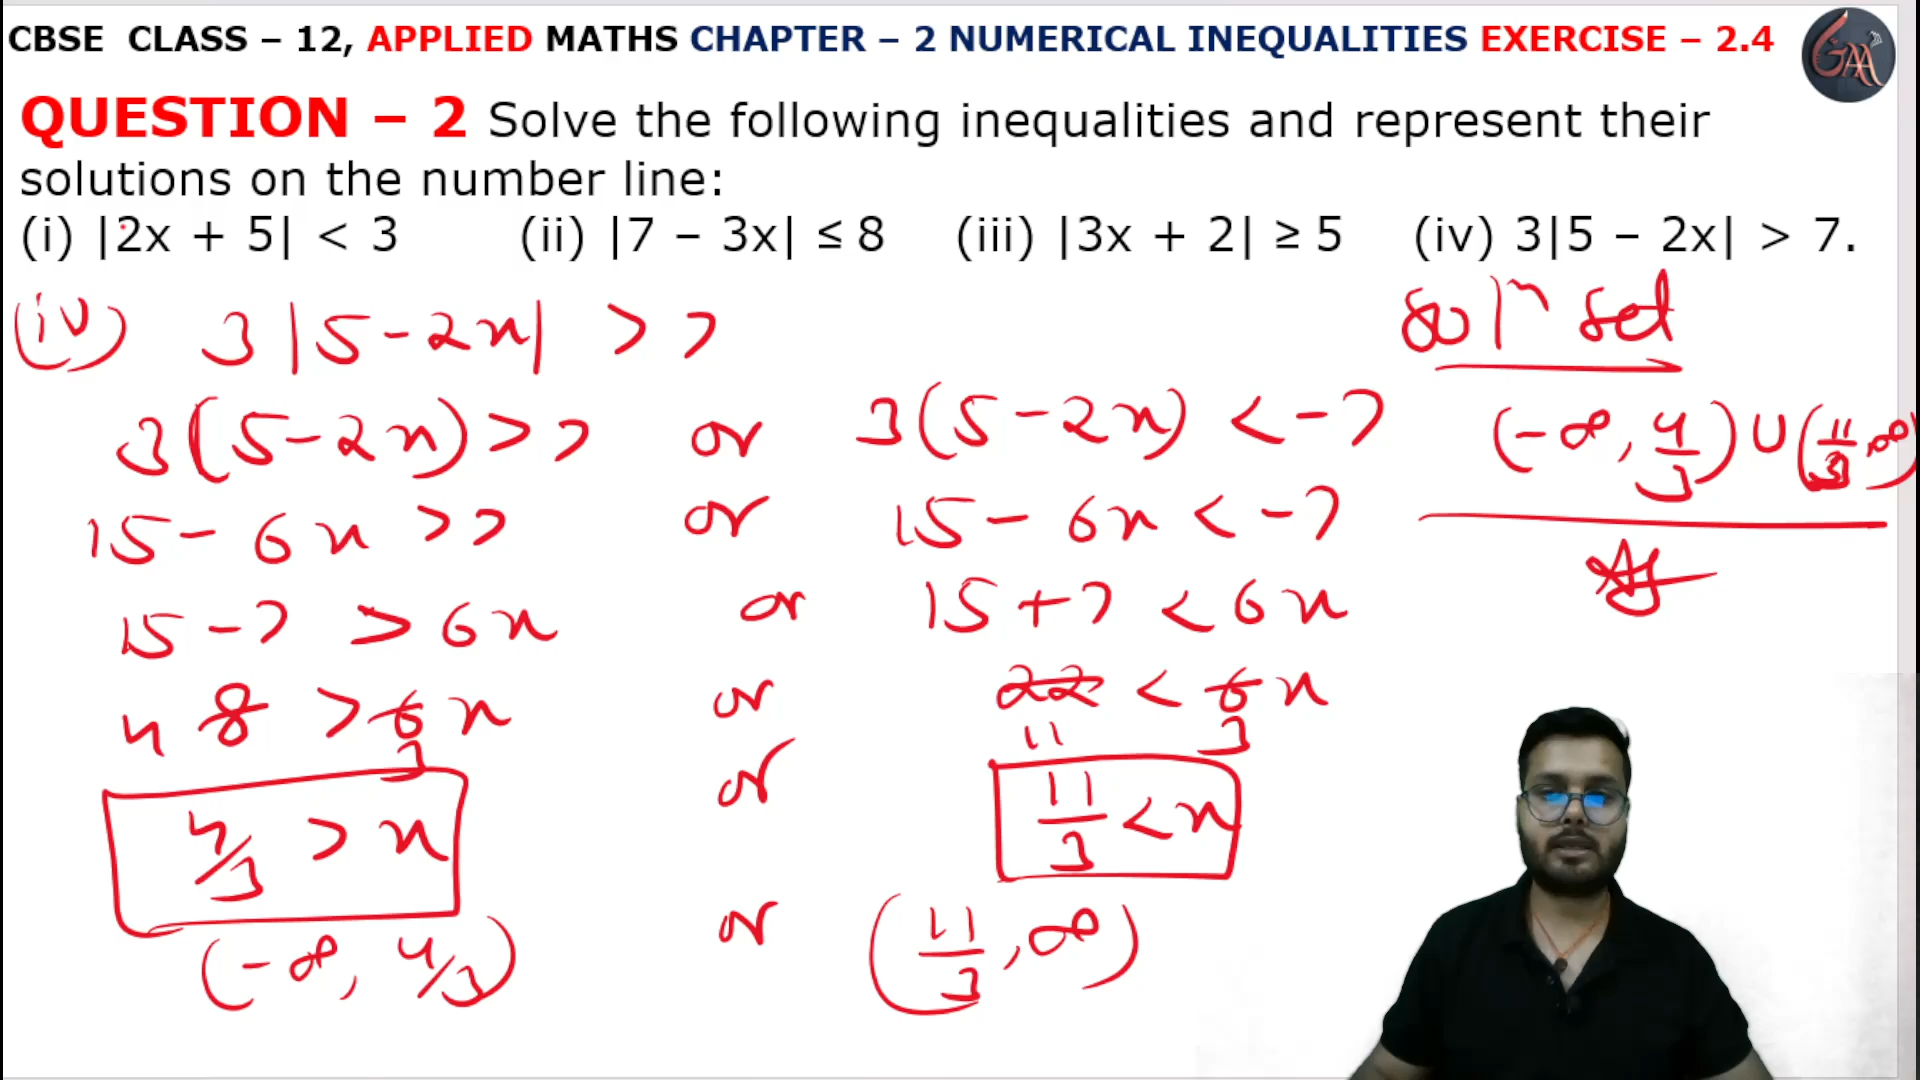 CBSE CLASS – 12, APPLIED MATHS CHAPTER – 2 NUMERICAL INEQUALITIES EXERCISE – 2.4
QUESTION – 2 Solve the following inequalities and represent their
solutions on the number line:
(i) |2x + 5| < 3 (ii) |7 – 3x| ≤ 8 (iii) |3x + 2| ≥ 5 (iv) 3|5 – 2x| > 7.
(iv) 3|5-2x| > 7
3(5-2x) > 7 or 3(5-2x) < -7
15-6x > 7 or 15-6x < -7
15-7 > 6x or 15+7 < 6x
4 8 > 6x or 22 < 6x
3 11 3
4/3 > x or 11/3 < x
(-∞, 4/3) or (11/3, ∞)
Solⁿ set
(-∞, 4/3) ∪ (11/3, ∞)